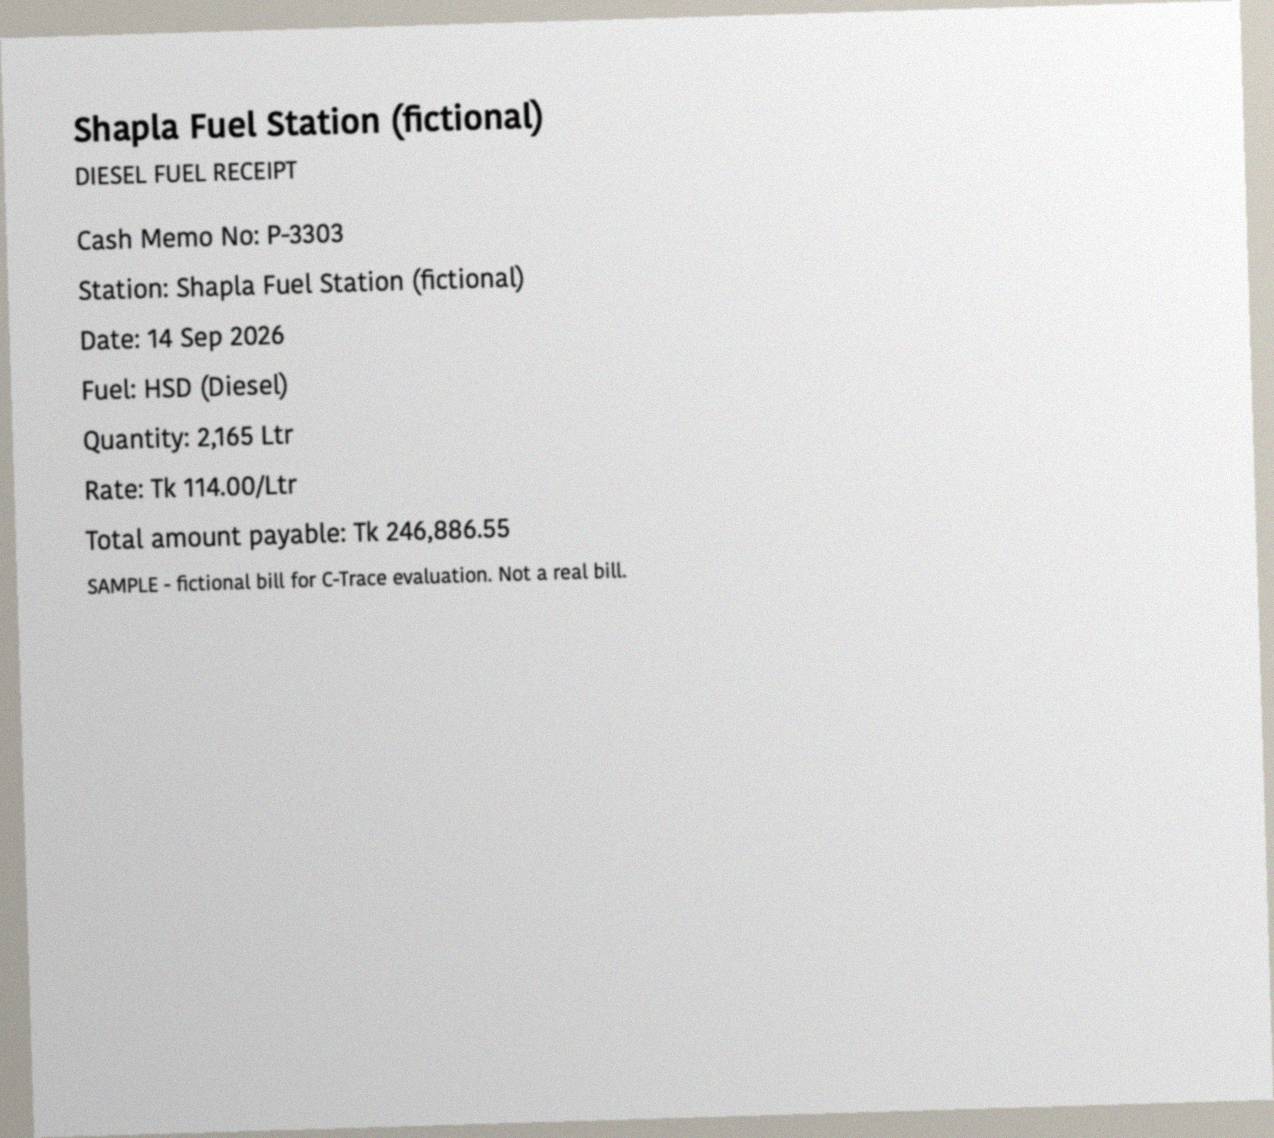 Shapla Fuel Station (fictional)
DIESEL FUEL RECEIPT
Cash Memo No: P-3303
Station: Shapla Fuel Station (fictional)
Date: 14 Sep 2026
Fuel: HSD (Diesel)
Quantity: 2,165 Ltr
Rate: Tk 114.00/Ltr
Total amount payable: Tk 246,886.55
SAMPLE - fictional bill for C-Trace evaluation. Not a real bill.